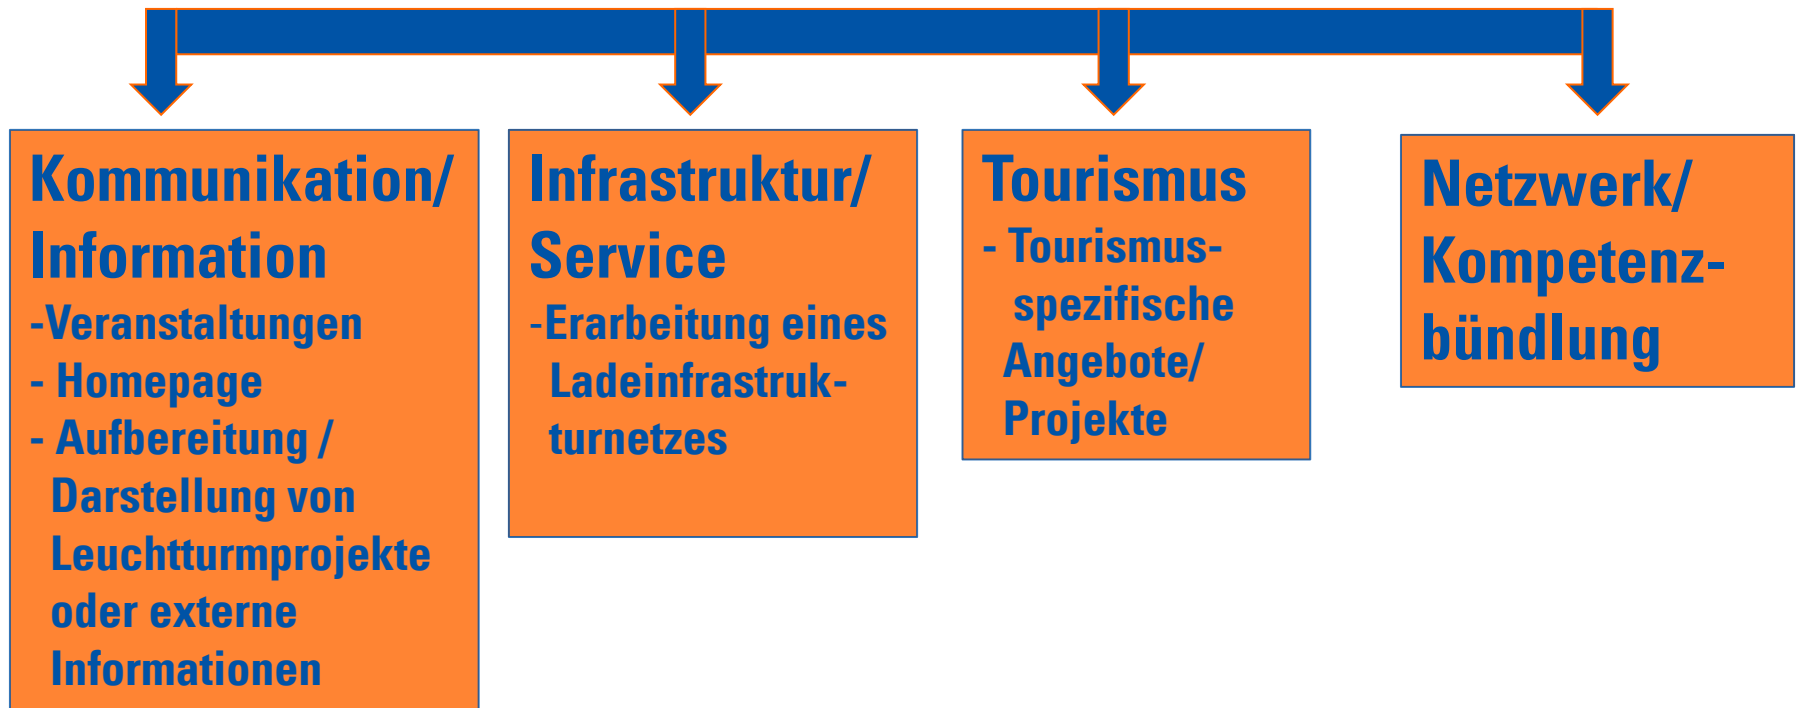 Kommunikation/
Information
-Veranstaltungen
- Homepage
- Aufbereitung /
Darstellung von
Leuchtturmprojekte
oder externe
Informationen
Infrastruktur/
Service
-Erarbeitung eines
Ladeinfrastruk-
turnetzes
Tourismus
- Tourismus-
spezifische
Angebote/
Projekte
Netzwerk/
Kompetenz-
bündlung